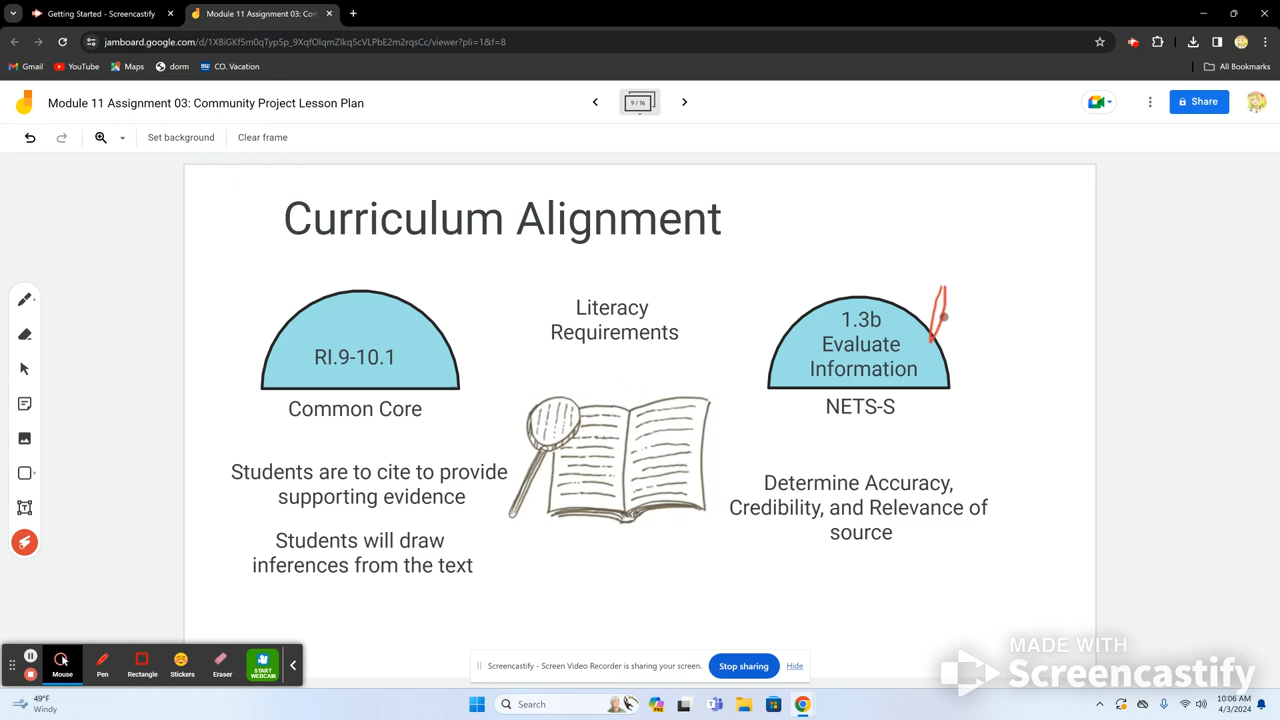 Getting Started - Screencastify
Module 11 Assignment 03: Con
jamboard.google.com/d/1X8iGKf5m0qTyp5p_9XqfOIqmZlkq5cVLPbE2m2rqsCc/viewer?pli=1&f=8
Gmail
YouTube
Maps
dorm
CO. Vacation
All Bookmarks
Module 11 Assignment 03: Community Project Lesson Plan
9 / 16
Share
Set background
Clear frame
Curriculum Alignment
RI.9-10.1
Common Core
Students are to cite to provide
supporting evidence
Students will draw
inferences from the text
Literacy
Requirements
1.3b
Evaluate
Information
NETS-S
Determine Accuracy,
Credibility, and Relevance of
source
MADE WITH
Screencastify
Mouse
Pen
Rectangle
Stickers
Eraser
START
WEBCAM
Screencastify - Screen Video Recorder is sharing your screen.
Stop sharing
Hide
49°F
Windy
Search
10:06 AM
4/3/2024